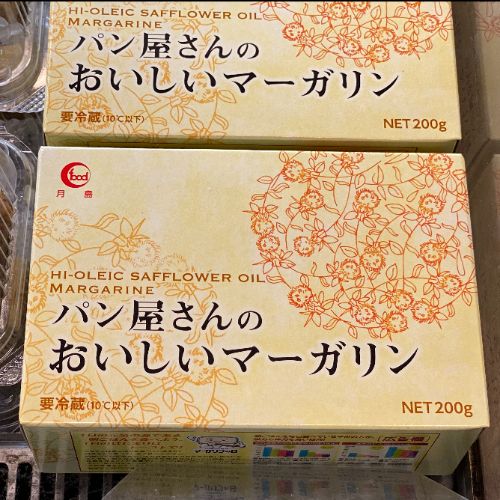 HI-OLEIC SAFFLOWER OIL
MARGARINE
パン屋さんの
おいしいマーガリン
要冷蔵(10℃以下)
NET200g
food
月島
HI-OLEIC SAFFLOWER OIL
MARGARINE
パン屋さんの
おいしいマーガリン
要冷蔵(10℃以下)
NET200g